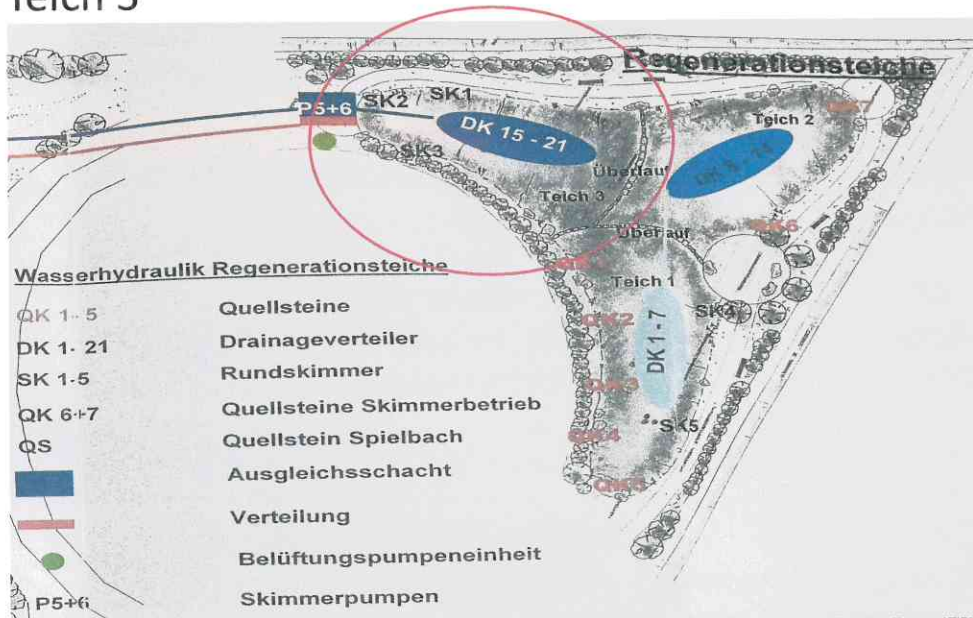 Teich 3
Regenerationsteiche
P5+6
SK2
SK1
SK3
DK 15 - 21
Teich 3
Überlauf
Teich 2
Überlauf
Teich 1
SK4
QK2
DK 1 - 7
QK3
QK4
SK5
Wasserhydraulik Regenerationsteiche
QK 1- 5 Quellsteine
DK 1- 21 Drainageverteiler
SK 1-5 Rundskimmer
QK 6+7 Quellsteine Skimmerbetrieb
QS Quellstein Spielbach
Ausgleichsschacht
Verteilung
Belüftungspumpeneinheit
P5+6 Skimmerpumpen